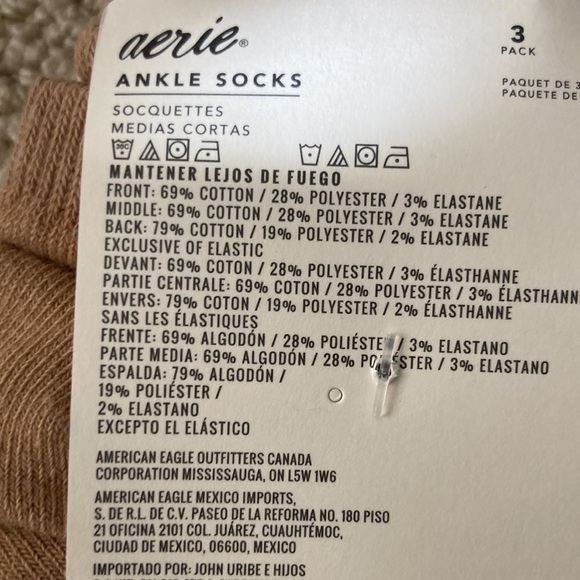 aerie®
3
PACK
ANKLE SOCKS
PAQUET DE 3
PAQUETE DE
SOCQUETTES
MEDIAS CORTAS
30C
MANTENER LEJOS DE FUEGO
FRONT: 69% COTTON / 28% POLYESTER / 3% ELASTANE
MIDDLE: 69% COTTON / 28% POLYESTER / 3% ELASTANE
BACK: 79% COTTON / 19% POLYESTER / 2% ELASTANE
EXCLUSIVE OF ELASTIC
DEVANT: 69% COTON / 28% POLYESTER / 3% ÉLASTHANNE
PARTIE CENTRALE: 69% COTON / 28% POLYESTER / 3% ÉLASTHANN
ENVERS: 79% COTON / 19% POLYESTER / 2% ÉLASTHANNE
SANS LES ÉLASTIQUES
FRENTE: 69% ALGODÓN / 28% POLIÉSTE / 3% ELASTANO
PARTE MEDIA: 69% ALGODÓN / 28% POLIÉSTER / 3% ELASTANO
ESPALDA: 79% ALGODÓN /
19% POLIÉSTER /
2% ELASTANO
EXCEPTO EL ELÁSTICO
AMERICAN EAGLE OUTFITTERS CANADA
CORPORATION MISSISSAUGA, ON L5W 1W6
AMERICAN EAGLE MEXICO IMPORTS,
S. DE R.L. DE C.V. PASEO DE LA REFORMA NO. 180 PISO
21 OFICINA 2101 COL. JUÁREZ, CUAUHTÉMOC,
CIUDAD DE MEXICO, 06600, MEXICO
IMPORTADO POR: JOHN URIBE E HIJOS